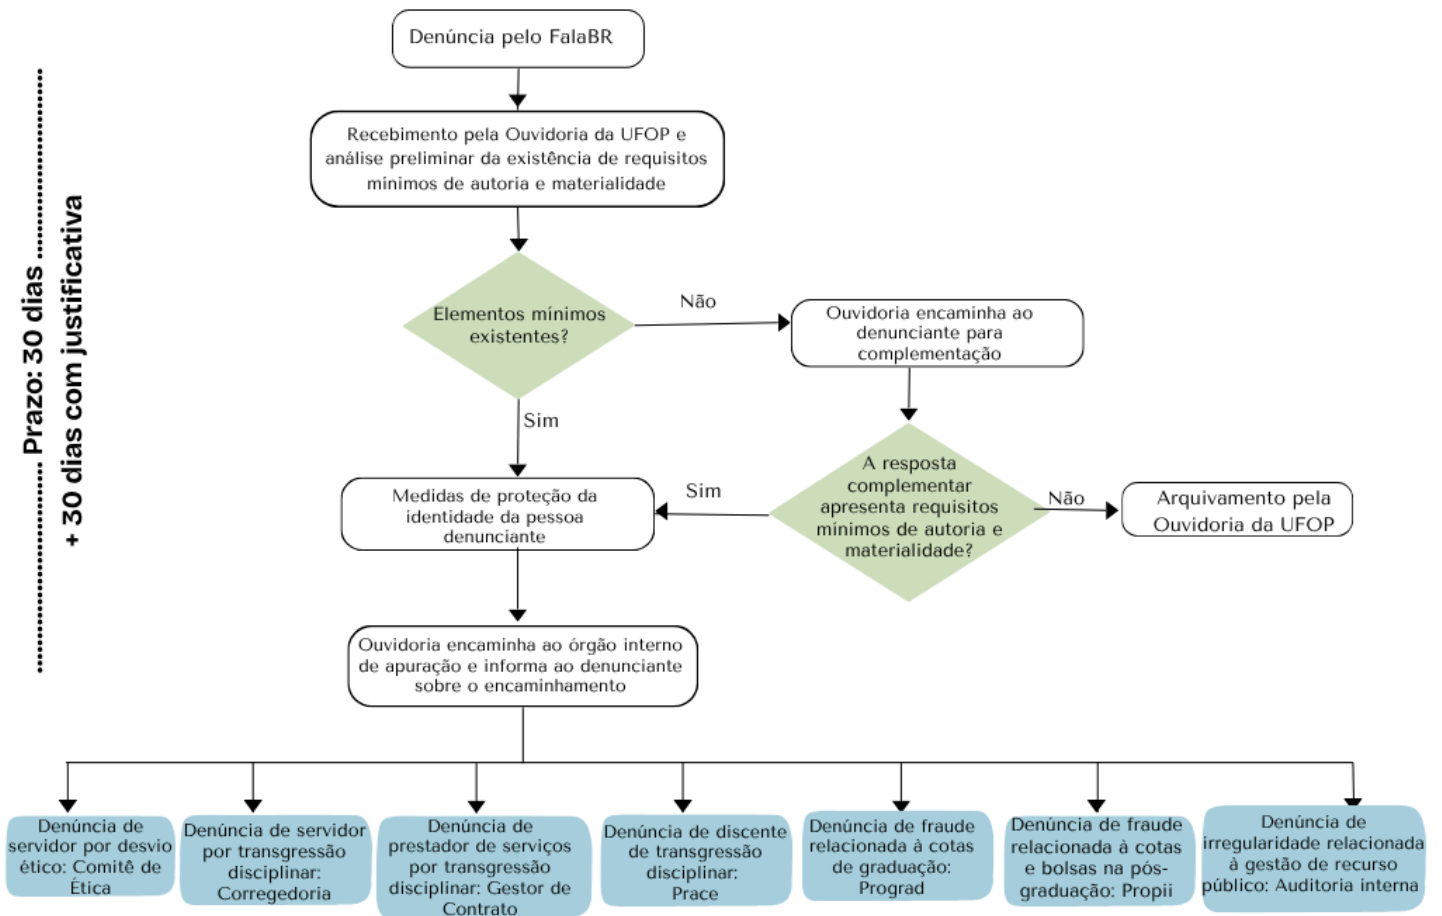 Denúncia pelo FalaBR
Recebimento pela Ouvidoria da UFOP e
análise preliminar da existência de requisitos
mínimos de autoria e materialidade
Prazo: 30 dias
+ 30 dias com justificativa
Elementos mínimos
existentes?
Não
Ouvidoria encaminha ao
denunciante para
complementação
Sim
A resposta
complementar
apresenta requisitos
mínimos de autoria e
materialidade?
Sim
Não
Arquivamento pela
Ouvidoria da UFOP
Medidas de proteção da
identidade da pessoa
denunciante
Ouvidoria encaminha ao órgão interno
de apuração e informa ao denunciante
sobre o encaminhamento
Denúncia de
servidor por desvio
ético: Comitê de
Ética
Denúncia de servidor
por transgressão
disciplinar:
Corregedoria
Denúncia de
prestador de serviços
por transgressão
disciplinar: Gestor de
Contrato
Denúncia de discente
de transgressão
disciplinar:
Prace
Denúncia de fraude
relacionada à cotas
de graduação:
Prograd
Denúncia de fraude
relacionada à cotas
e bolsas na pós-
graduação: Propii
Denúncia de
irregularidade relacionada
à gestão de recurso
público: Auditoria interna